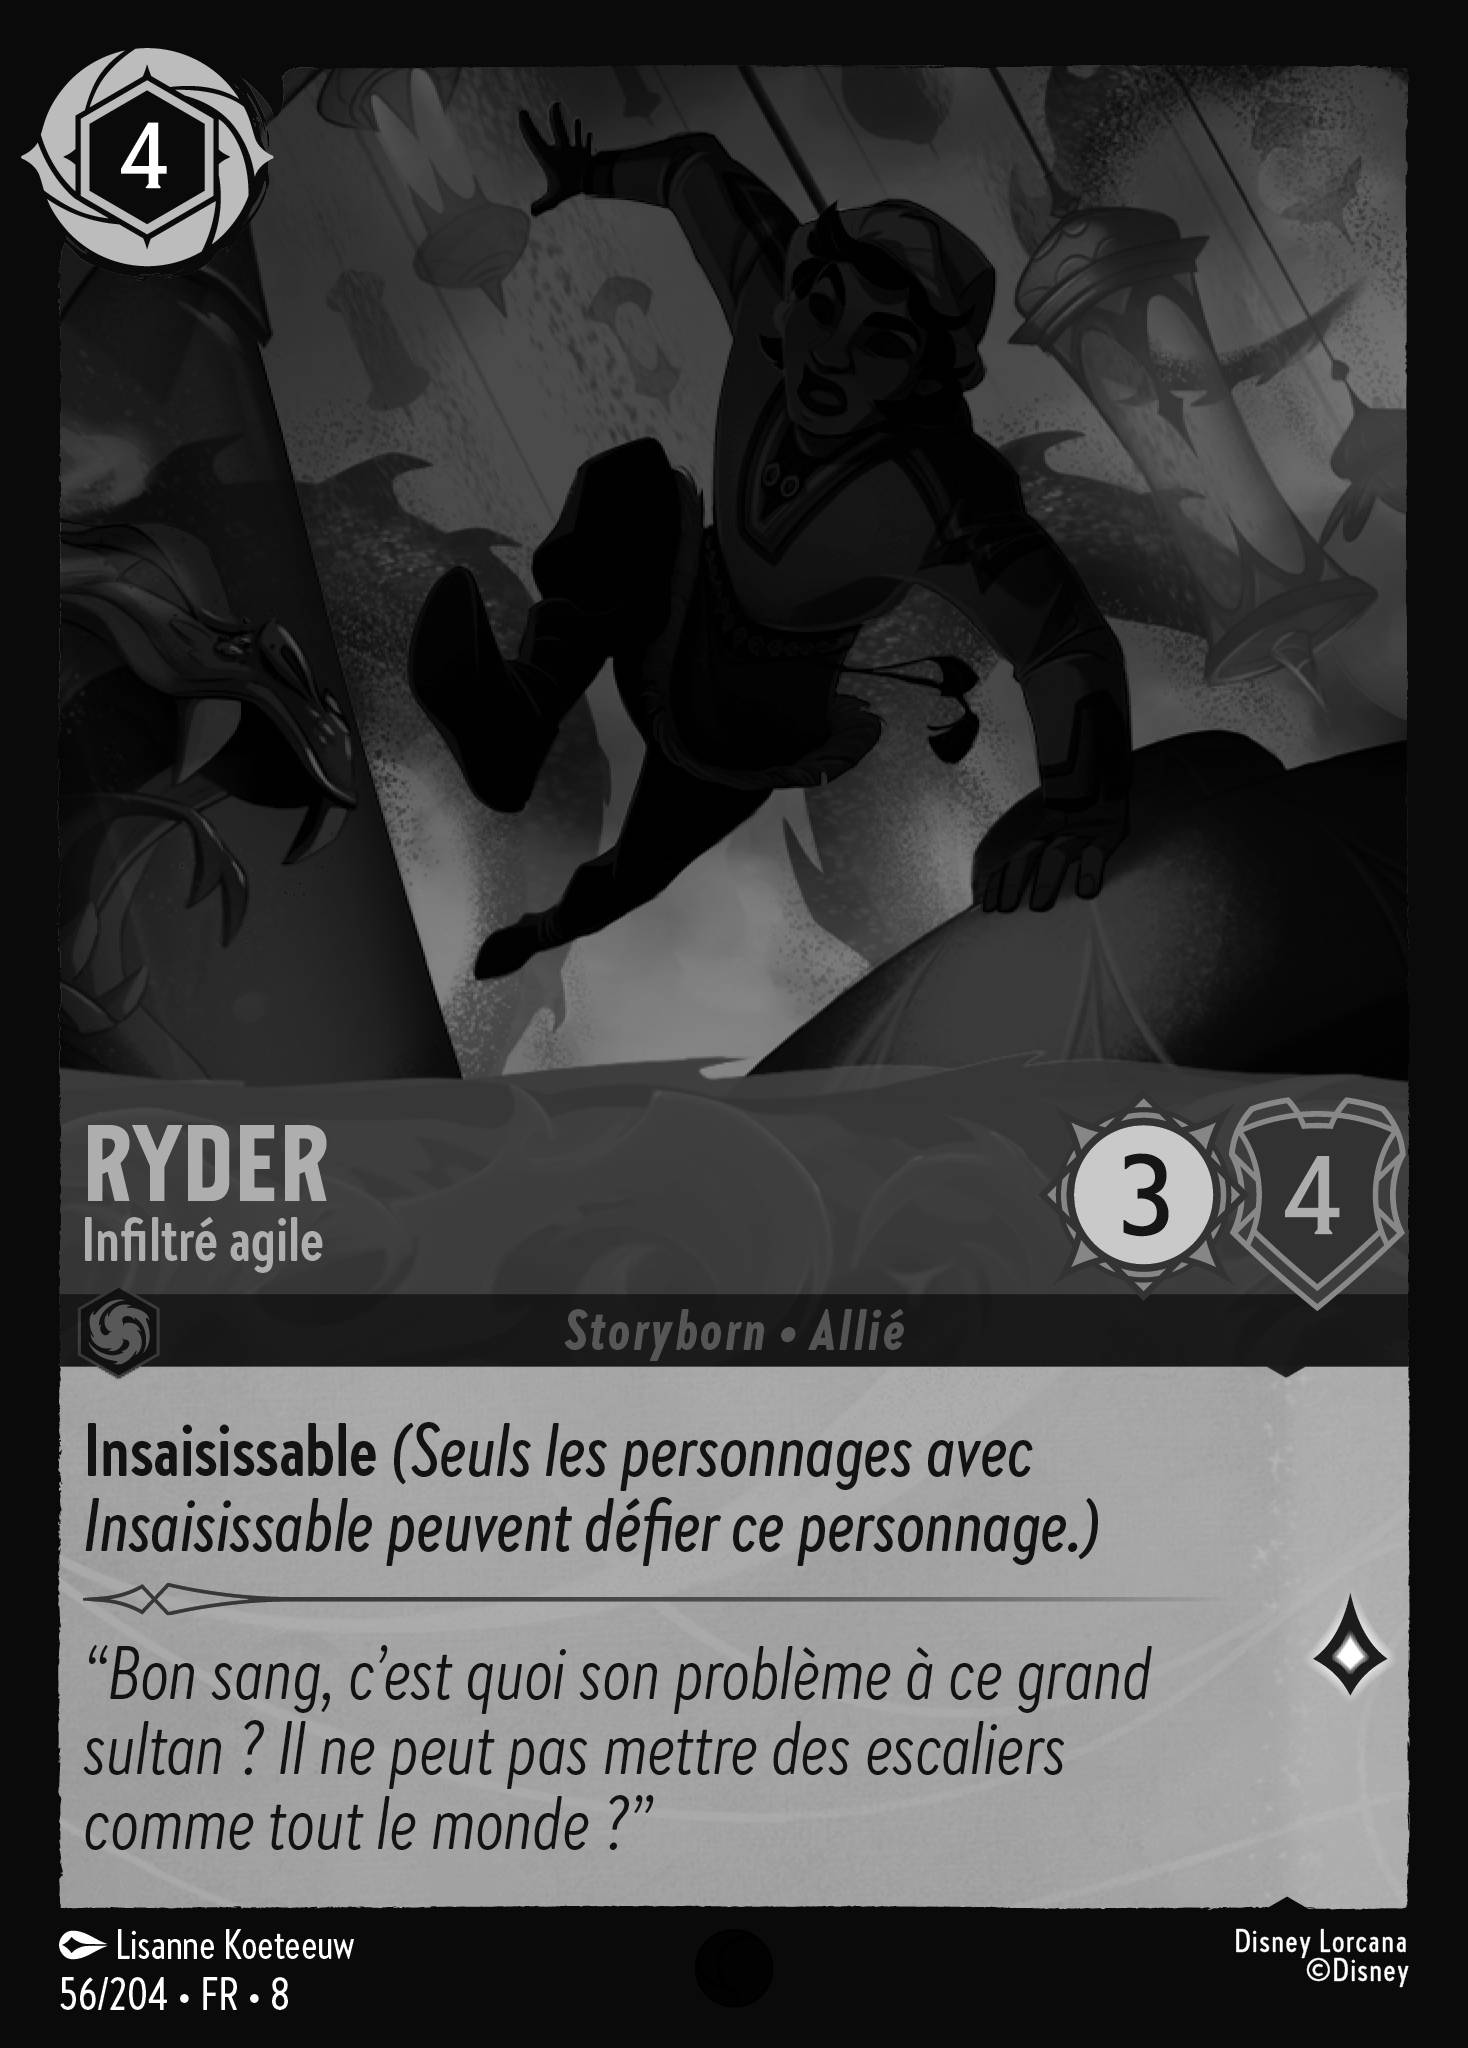 4
RYDER
Infiltré agile
3
4
Storyborn • Allié
Insaisissable (Seuls les personnages avec
Insaisissable peuvent défier ce personnage.)
“Bon sang, c’est quoi son problème à ce grand
sultan ? Il ne peut pas mettre des escaliers
comme tout le monde ?”
Lisanne Koeteeuw
56/204 • FR • 8
Disney Lorcana
©Disney